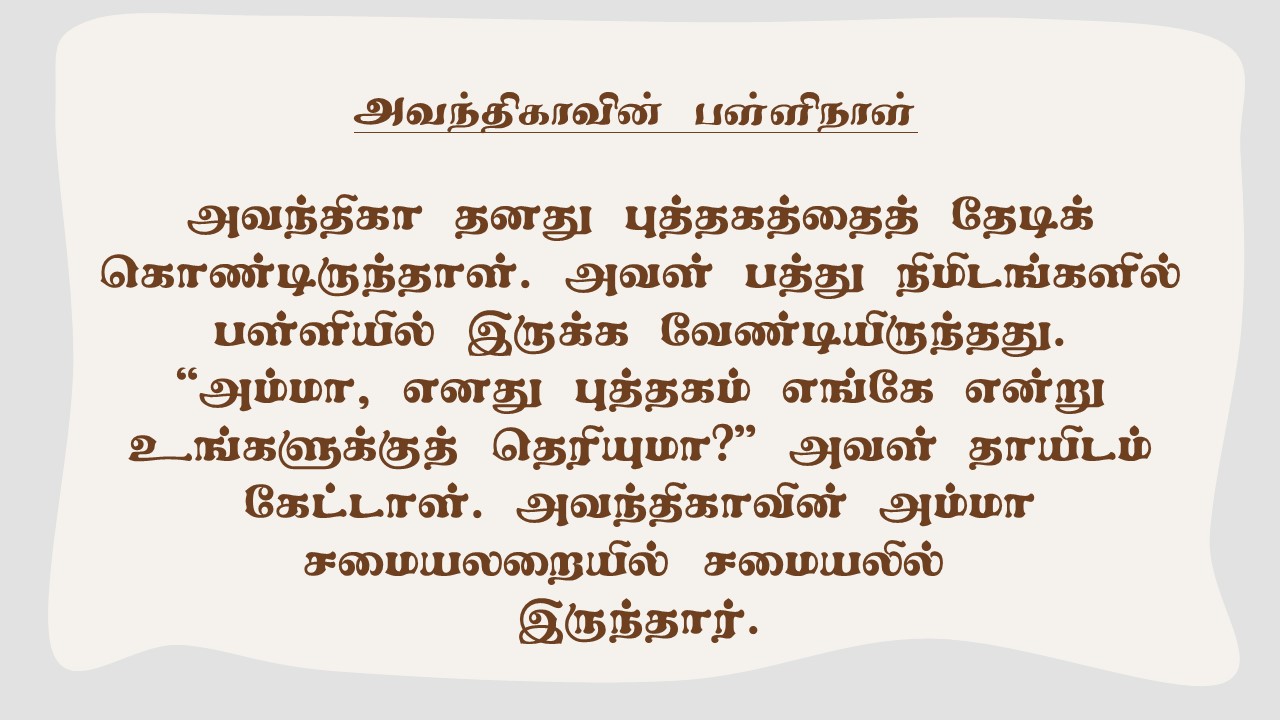 அவந்திகாவின் பள்ளிநாள்
அவந்திகா தனது புத்தகத்தைத் தேடிக்
கொண்டிருந்தாள். அவள் பத்து நிமிடங்களில்
பள்ளியில் இருக்க வேண்டியிருந்தது.
“அம்மா, எனது புத்தகம் எங்கே என்று
உங்களுக்குத் தெரியுமா?” அவள் தாயிடம்
கேட்டாள். அவந்திகாவின் அம்மா
சமையலறையில் சமையலில்
இருந்தார்.